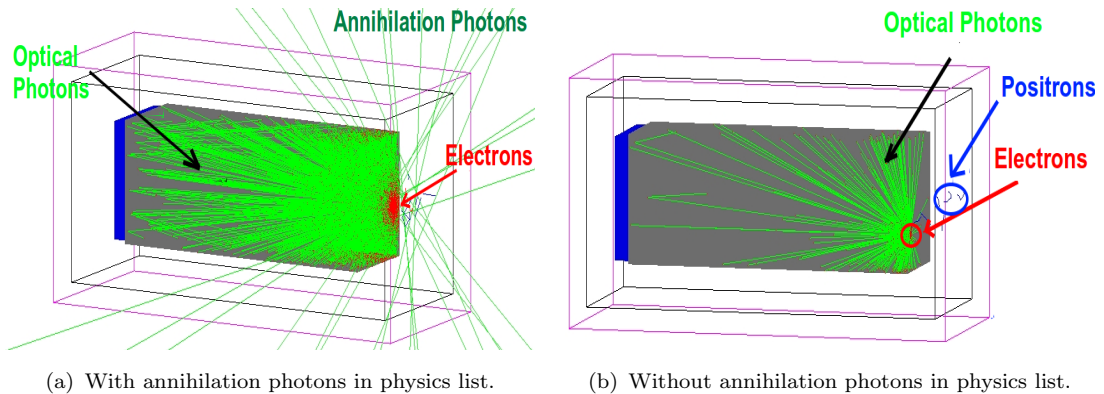 Annihilation Photons
Optical
Photons
Electrons
(a) With annihilation photons in physics list.
Optical Photons
Positrons
Electrons
(b) Without annihilation photons in physics list.